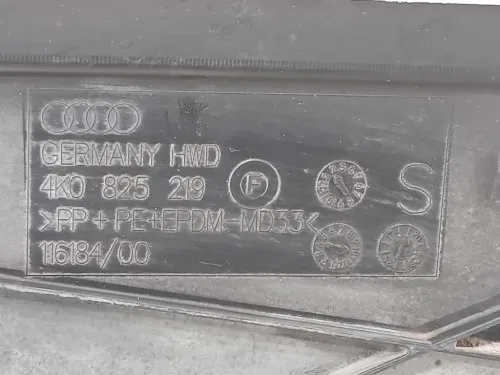 GERMANY HWD
4K0 825 219 F
S
>PP+PE+EPDM-MD33<
116184/00